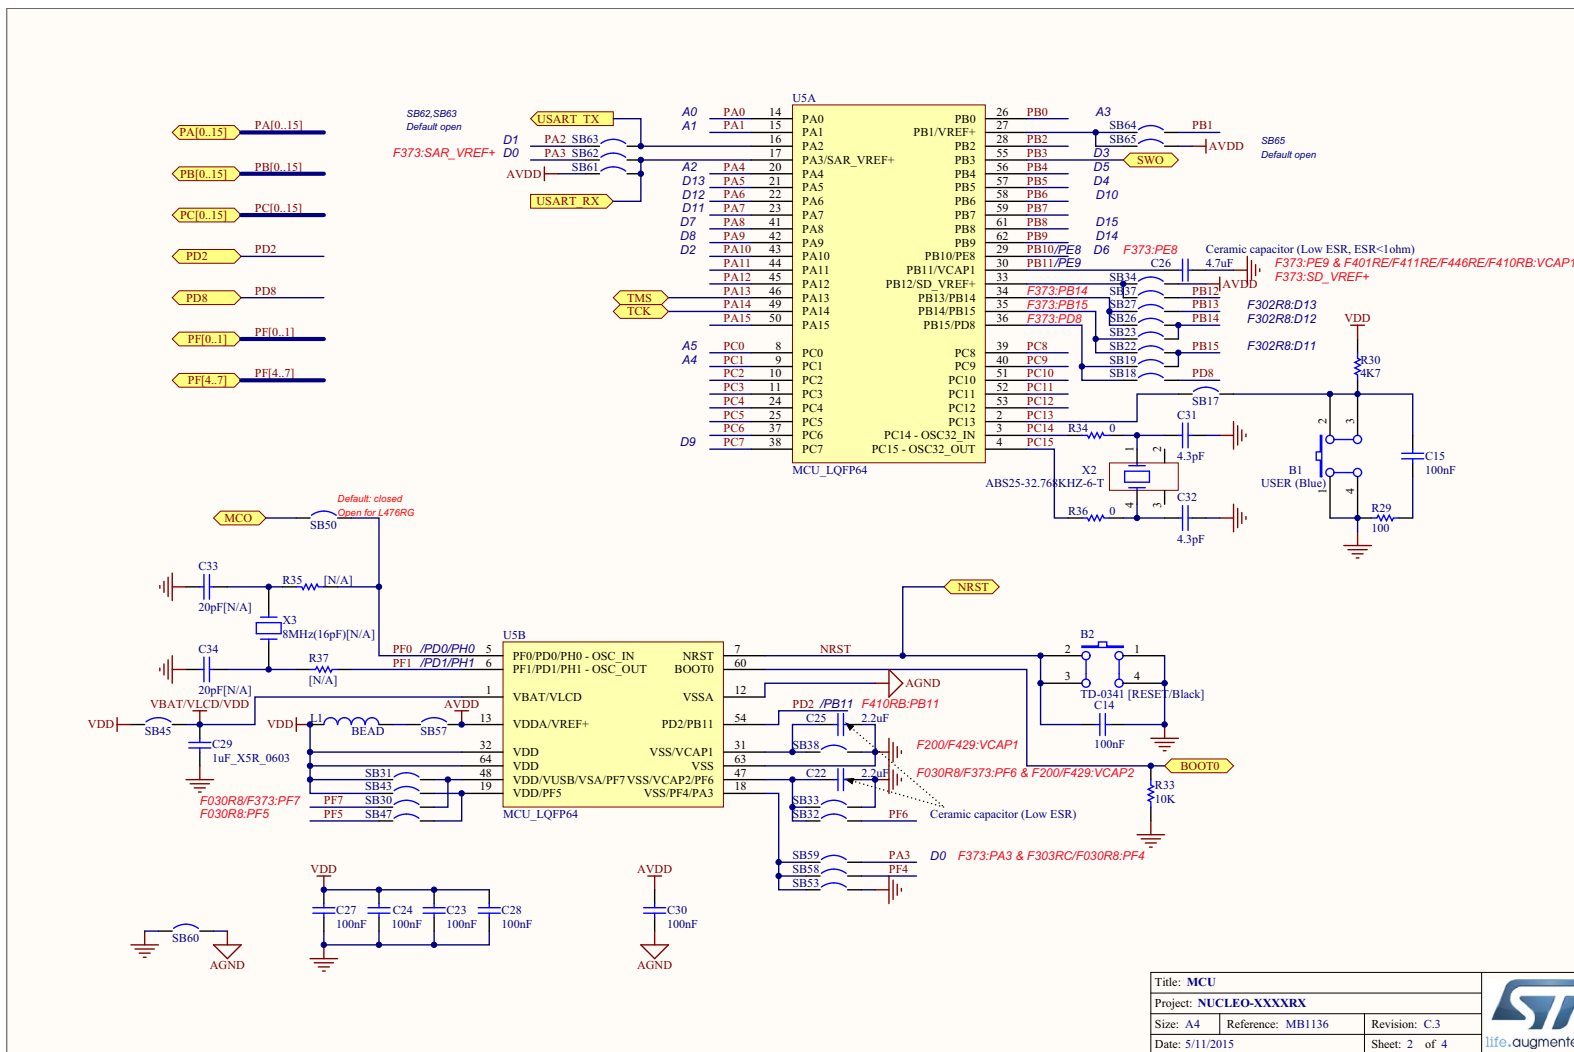 PA[0..15] PA[0..15]
PB[0..15] PB[0..15]
PC[0..15] PC[0..15]
PD2 PD2
PD8 PD8
PF[0..1] PF[0..1]
PF[4..7] PF[4..7]
SB62,SB63
Default open
USART_TX
D1 PA2 SB63
F373:SAR_VREF+ D0 PA3 SB62
AVDD SB61
USART_RX
U5A
A0 PA0 14 PA0
A1 PA1 15 PA1
16 PA2
17 PA3/SAR_VREF+
A2 PA4 20 PA4
D13 PA5 21 PA5
D12 PA6 22 PA6
D11 PA7 23 PA7
D7 PA8 41 PA8
D8 PA9 42 PA9
D2 PA10 43 PA10
PA11 44 PA11
PA12 45 PA12
TMS PA13 46 PA13
TCK PA14 49 PA14
PA15 50 PA15
A5 PC0 8 PC0
A4 PC1 9 PC1
PC2 10 PC2
PC3 11 PC3
PC4 24 PC4
PC5 25 PC5
PC6 37 PC6
D9 PC7 38 PC7
MCU_LQFP64
PB0 26 PB0 A3
PB1/VREF+ 27 SB64 PB1
PB2 28 PB2 SB65 AVDD
SB65
Default open
PB3 55 PB3 D3 SWO
PB4 56 PB4 D5
PB5 57 PB5 D4
PB6 58 PB6 D10
PB7 59 PB7
PB8 61 PB8 D15
PB9 62 PB9 D14
PB10/PE8 29 PB10/PE8 D6 F373:PE8
PB11/VCAP1 30 PB11/PE9 C26 4.7uF
Ceramic capacitor (Low ESR, ESR<1ohm)
F373:PE9 & F401RE/F411RE/F446RE/F410RB:VCAP1
F373:SD_VREF+
PB12/SD_VREF+ 33 SB34 AVDD
PB13/PB14 34 F373:PB14 SB37 PB12
PB14/PB15 35 F373:PB15 SB27 PB13 F302R8:D13
PB15/PD8 36 F373:PD8 SB26 PB14 F302R8:D12
SB23
PC8 39 PC8 SB22 PB15 F302R8:D11
PC9 40 PC9 SB19
PC10 51 PC10 SB18 PD8
PC11 52 PC11
PC12 53 PC12 SB17
PC13 2 PC13
PC14 - OSC32_IN 3 PC14 R34 0
PC15 - OSC32_OUT 4 PC15
C31
4.3pF
1 2
X2
ABS25-32.768KHZ-6-T
4 3
R36 0
C32
4.3pF
VDD
R30
4K7
2 3
B1
USER (Blue)
1 4
C15
100nF
R29
100
Default: closed
Open for L476RG
MCO SB50
C33
20pF[N/A]
R35 [N/A]
X3
8MHz(16pF)[N/A]
C34
20pF[N/A]
R37
[N/A]
PF0 /PD0/PH0 5
PF1 /PD1/PH1 6
VBAT/VLCD/VDD
VDD SB45
C29
1uF_X5R_0603
VDD L1
BEAD SB57 AVDD
1
13
32
64
SB31 48
SB43 19
F030R8/F373:PF7 PF7 SB30
F030R8:PF5 PF5 SB47
U5B
PF0/PD0/PH0 - OSC_IN NRST
PF1/PD1/PH1 - OSC_OUT BOOT0
VBAT/VLCD VSSA
VDDA/VREF+ PD2/PB11
VDD VSS/VCAP1
VDD VSS
VDD/VUSB/VSA/PF7 VSS/VCAP2/PF6
VDD/PF5 VSS/PF4/PA3
MCU_LQFP64
7 NRST
NRST
60
12 AGND
54 PD2 /PB11 F410RB:PB11
C25 2.2uF
31 SB38 F200/F429:VCAP1
63
47 C22 2.2uF F030R8/F373:PF6 & F200/F429:VCAP2
18
SB33
SB32 PF6 Ceramic capacitor (Low ESR)
SB59 PA3 D0 F373:PA3 & F303RC/F030R8:PF4
SB58 PF4
SB53
B2
2 1
3 4
TD-0341 [RESET/Black]
C14
100nF
BOOT0
R33
10K
VDD
C27
100nF
C24
100nF
C23
100nF
C28
100nF
AVDD
C30
100nF
AGND
SB60
AGND
Title: MCU
Project: NUCLEO-XXXXRX
Size: A4 Reference: MB1136 Revision: C.3
Date: 5/11/2015 Sheet: 2 of 4
life.augmente